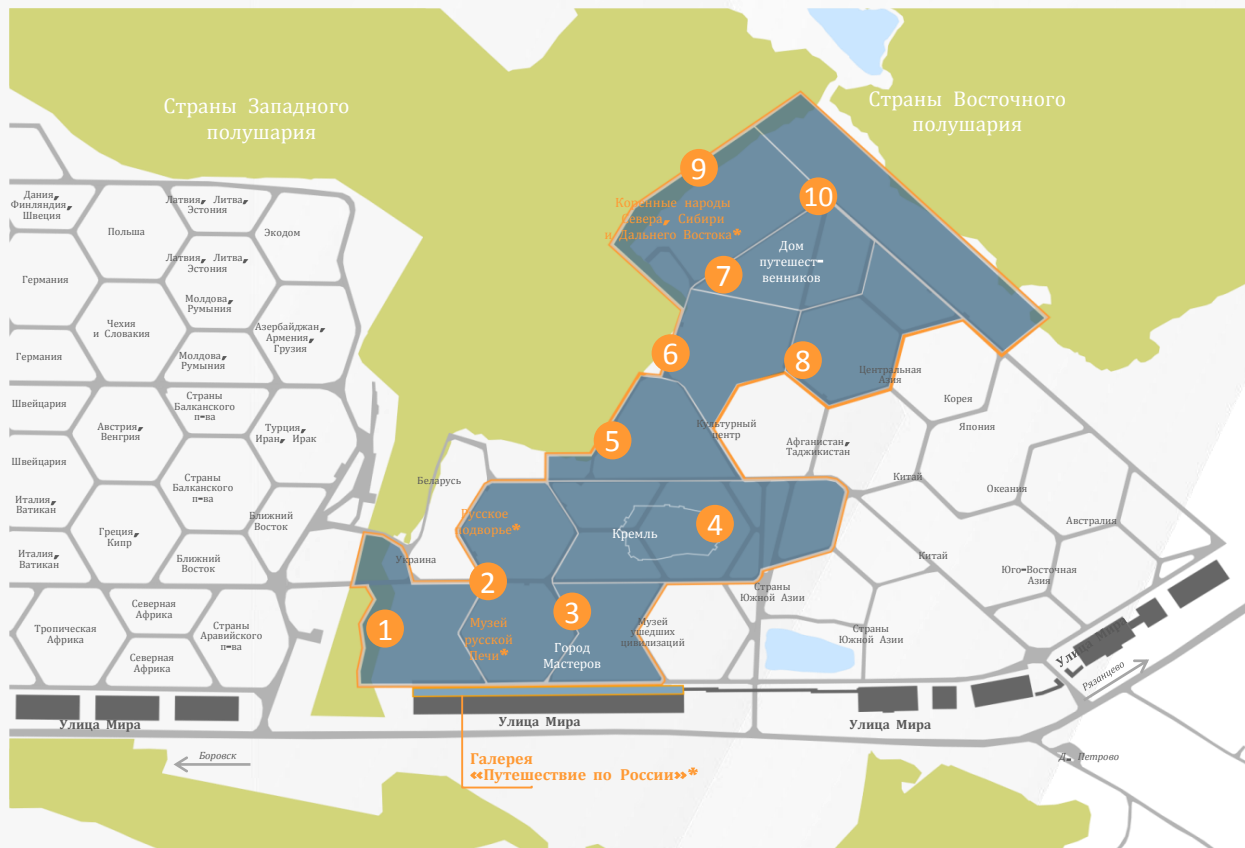 Страны Западного
полушария
Страны Восточного
полушария
Дания,
Финляндия,
Швеция
Польша
Латвия, Литва,
Эстония
Экодом
Германия
Латвия, Литва,
Эстония
Молдова,
Румыния
Чехия
и Словакия
Азербайджан,
Армения,
Грузия
Германия
Молдова,
Румыния
Швейцария
Страны
Балканского
п-ва
Австрия,
Венгрия
Турция,
Иран, Ирак
Швейцария
Страны
Балканского
п-ва
Италия,
Ватикан
Ближний
Восток
Греция,
Кипр
Италия,
Ватикан
Ближний
Восток
Тропическая
Африка
Северная
Африка
Северная
Африка
Страны
Аравийского
п-ва
Беларусь
Украина
9
10
Коренные народы
Севера, Сибири
и Дальнего Востока*
Дом
путешест-
венников
7
6
8
Центральная
Азия
5
Культурный
центр
Афганистан,
Таджикистан
Корея
Япония
Китай
Океания
Австралия
Китай
Юго-Восточная
Азия
Русское
подворье*
Кремль
4
2
3
1
Музей
русской
Печи*
Город
Мастеров
Музей
ушедших
цивилизаций
Страны
Южной Азии
Страны
Южной Азии
Улица Мира
Рязанцево
Улица Мира
Улица Мира
Улица Мира
Боровск
Д. Петрово
Галерея
«Путешествие по России»*